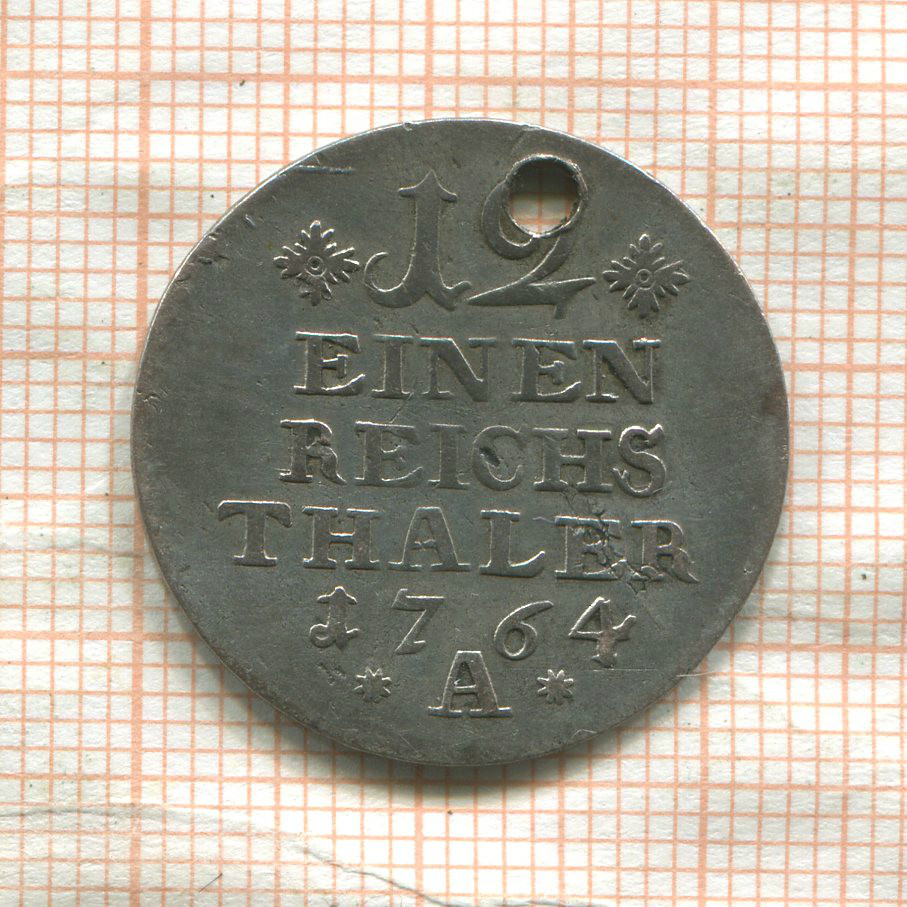 12
EINEN
REICHS
THALER
1764
A